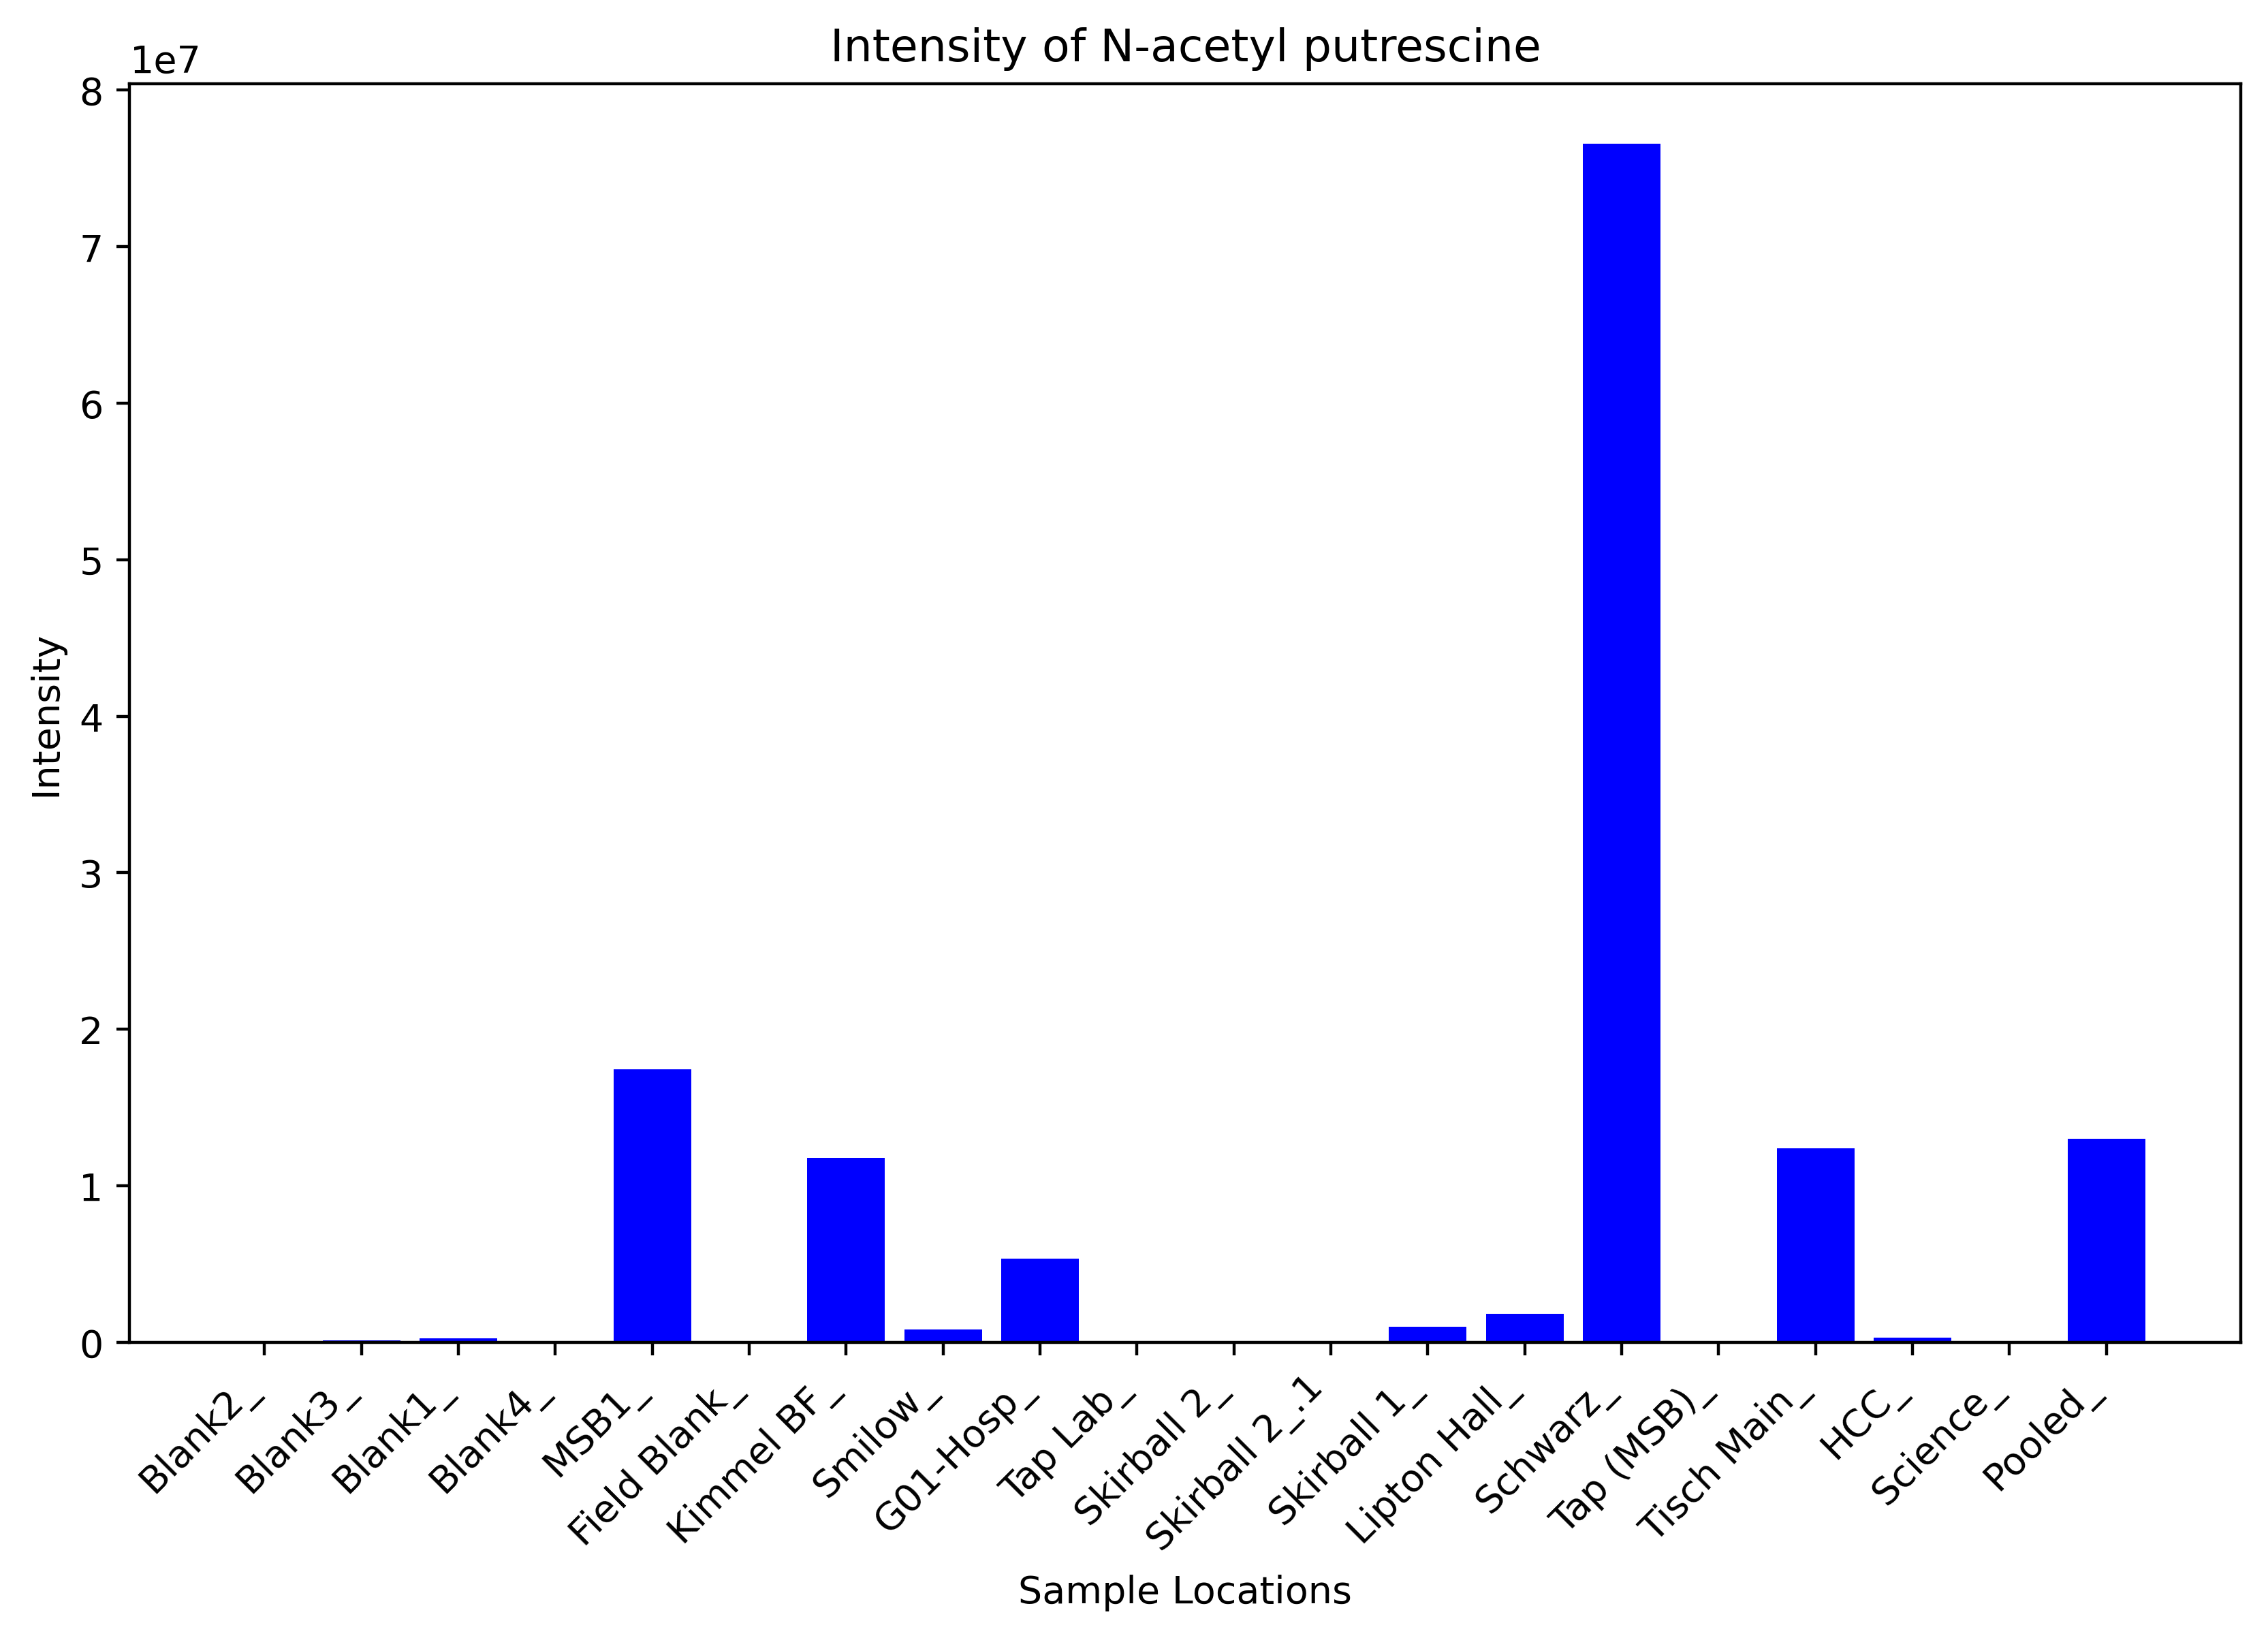 Intensity of N-acetyl putrescine
1e7
8
7
6
5
4
3
2
1
0
Intensity
Blank2_
Blank3_
Blank1_
Blank4_
MSB1_
Field Blank_
Kimmel BF_
Smilow_
G01-Hosp_
Tap Lab_
Skirball 2_
Skirball 2_.1
Skirball 1_
Lipton Hall_
Schwarz_
Tap (MSB)_
Tisch Main_
HCC_
Science_
Pooled_
Sample Locations